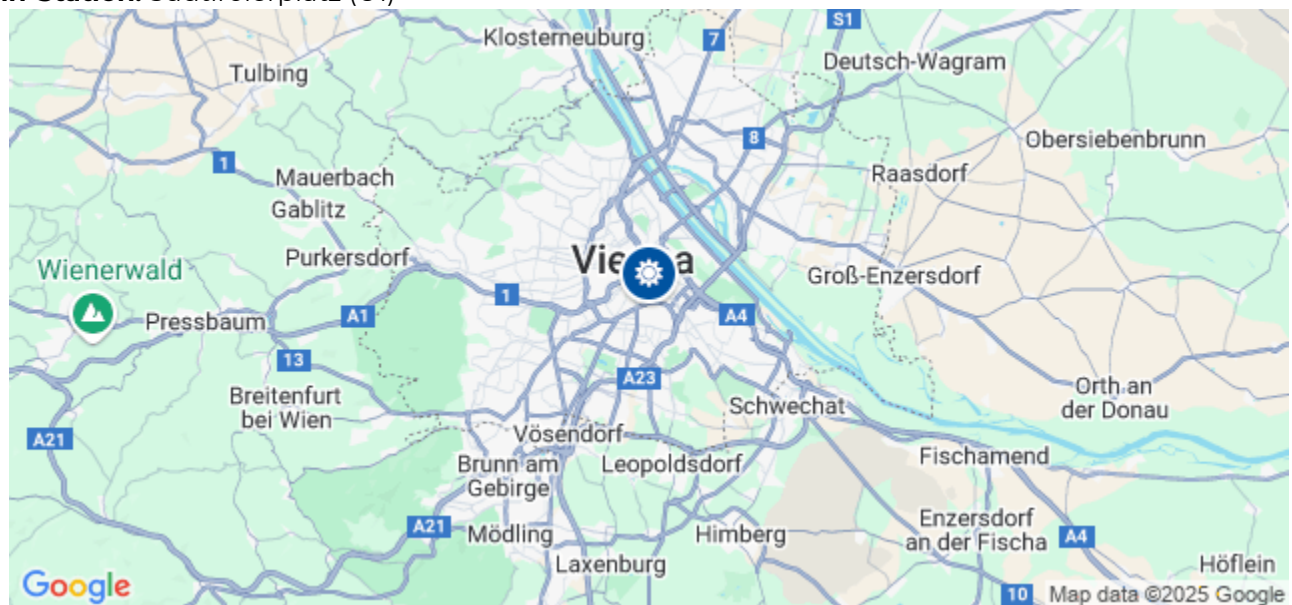 Klosterneuburg
7
S1
Tulbing
Deutsch-Wagram
8
Obersiebenbrunn
1
Mauerbach
Raasdorf
Gablitz
Purkersdorf
Vienna
Wienerwald
Groß-Enzersdorf
1
Pressbaum
A1
A4
13
A23
Orth an
der Donau
Breitenfurt
bei Wien
Schwechat
A21
Vösendorf
Brunn am
Gebirge
Leopoldsdorf
Fischamend
A21
Mödling
Himberg
Enzersdorf
an der Fischa
A4
Laxenburg
Höflein
Google
10
Map data ©2025 Google